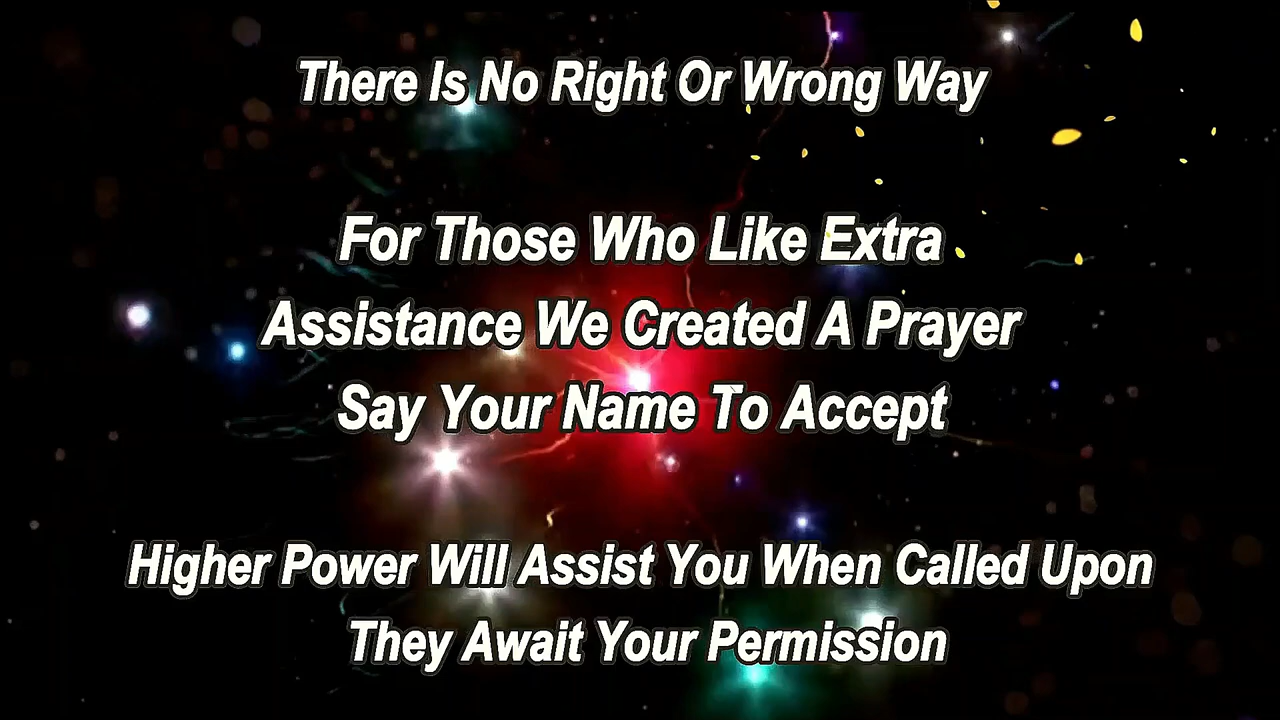 There Is No Right Or Wrong Way
For Those Who Like Extra
Assistance We Created A Prayer
Say Your Name To Accept
Higher Power Will Assist You When Called Upon
They Await Your Permission